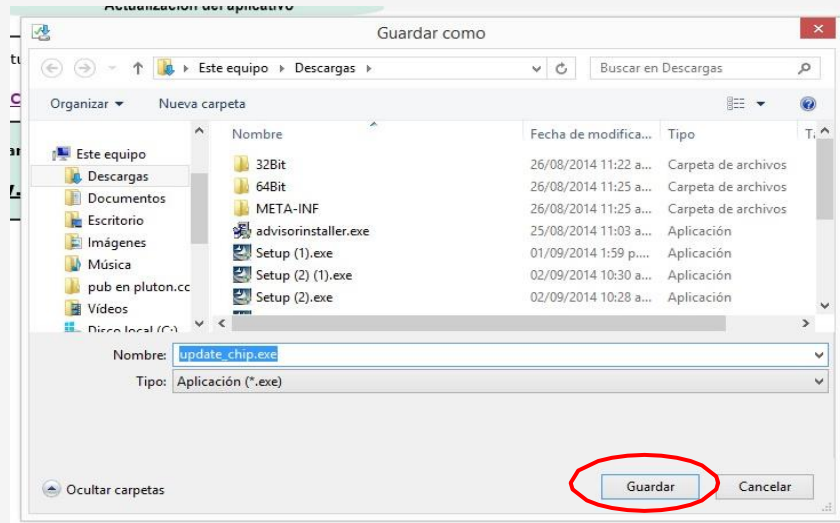 Actualización del aplicativo
Guardar como
Este equipo Descargas
Buscar en Descargas
Organizar Nueva carpeta
Nombre Fecha de modifica... Tipo
Este equipo
Descargas
Documentos
Escritorio
Imágenes
Música
pub en pluton.cc
Vídeos
Disco local (C:)
32Bit 26/08/2014 11:22 a... Carpeta de archivos
64Bit 26/08/2014 11:25 a... Carpeta de archivos
META-INF 26/08/2014 11:25 a... Carpeta de archivos
advisorinstaller.exe 25/08/2014 11:03 a... Aplicación
Setup (1).exe 01/09/2014 1:59 p.... Aplicación
Setup (2) (1).exe 02/09/2014 10:30 a... Aplicación
Setup (2).exe 02/09/2014 10:28 a... Aplicación
Nombre: update_chip.exe
Tipo: Aplicación (*.exe)
Ocultar carpetas
Guardar Cancelar